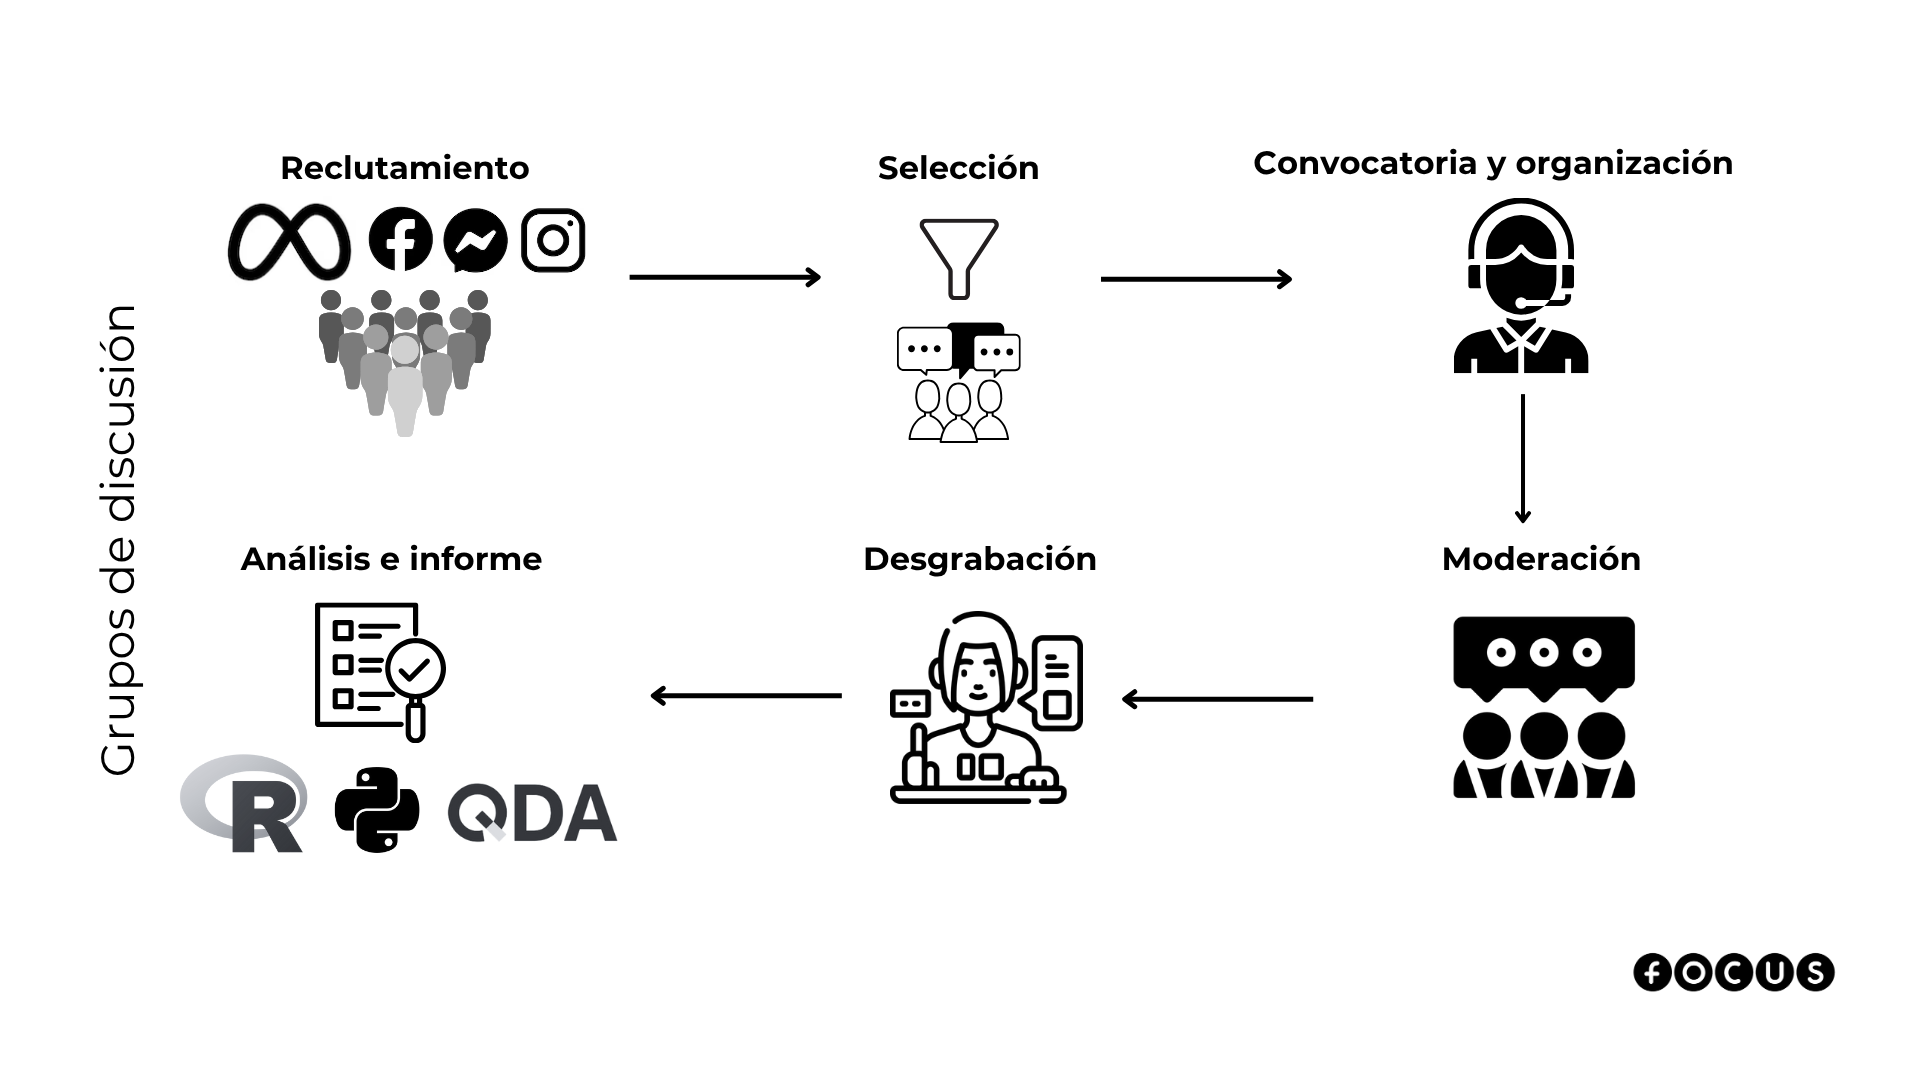 Grupos de discusión
Reclutamiento
Selección
Convocatoria y organización
Moderación
Desgrabación
Análisis e informe
R
QDA
fOCUS